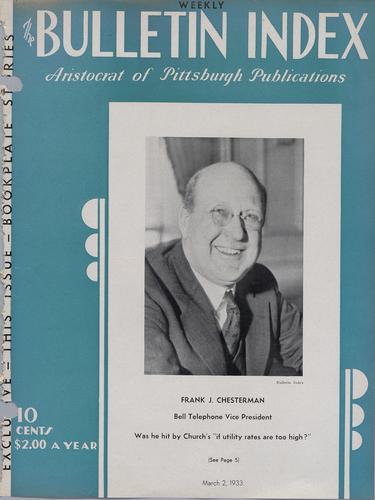 WEEKLY
The
BULLETIN INDEX
Aristocrat of Pittsburgh Publications
EXCLUSIVE — THIS ISSUE — BOOKPLATE STORIES
Bulletin Index
FRANK J. CHESTERMAN
Bell Telephone Vice President
Was he hit by Church's "if utility rates are too high?"
(See Page 5)
March 2, 1933
10
CENTS
$2.00 A YEAR